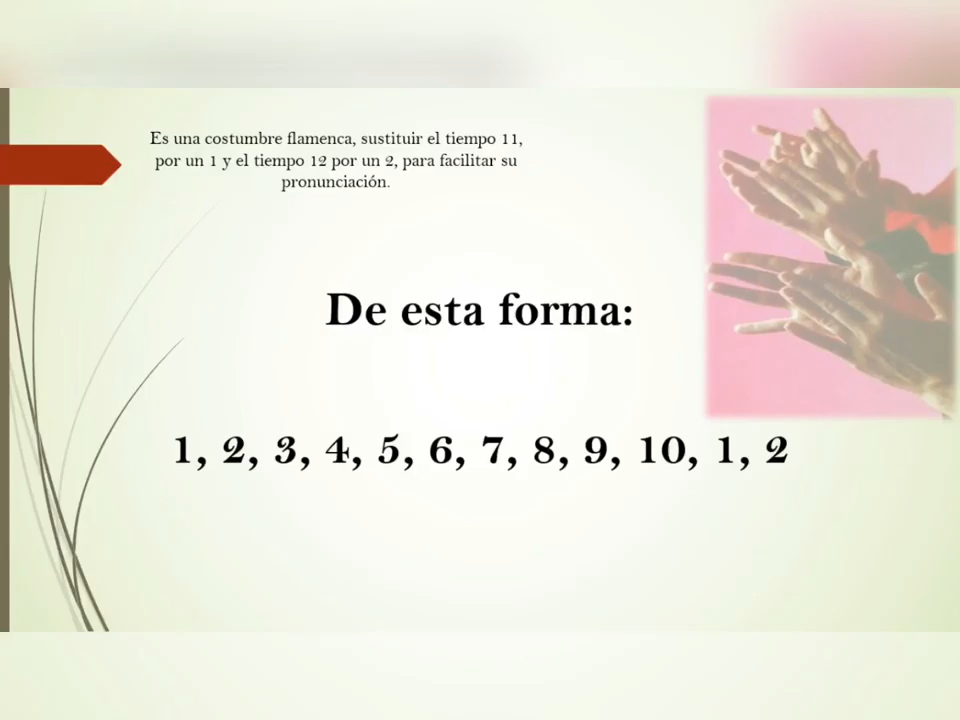 Es una costumbre flamenca, sustituir el tiempo 11,
por un 1 y el tiempo 12 por un 2, para facilitar su
pronunciación.
De esta forma:
1, 2, 3, 4, 5, 6, 7, 8, 9, 10, 1, 2